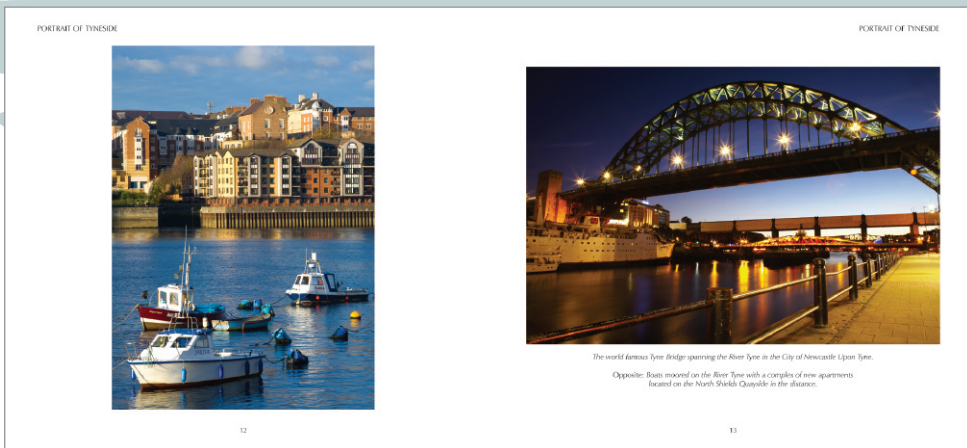 PORTRAIT OF TYNESIDE
PORTRAIT OF TYNESIDE
The world famous Tyne Bridge spanning the River Tyne in the City of Newcastle Upon Tyne.
Opposite: Boats moored on the River Tyne with a complex of new apartments
located on the North Shields Quayside in the distance.
12
13